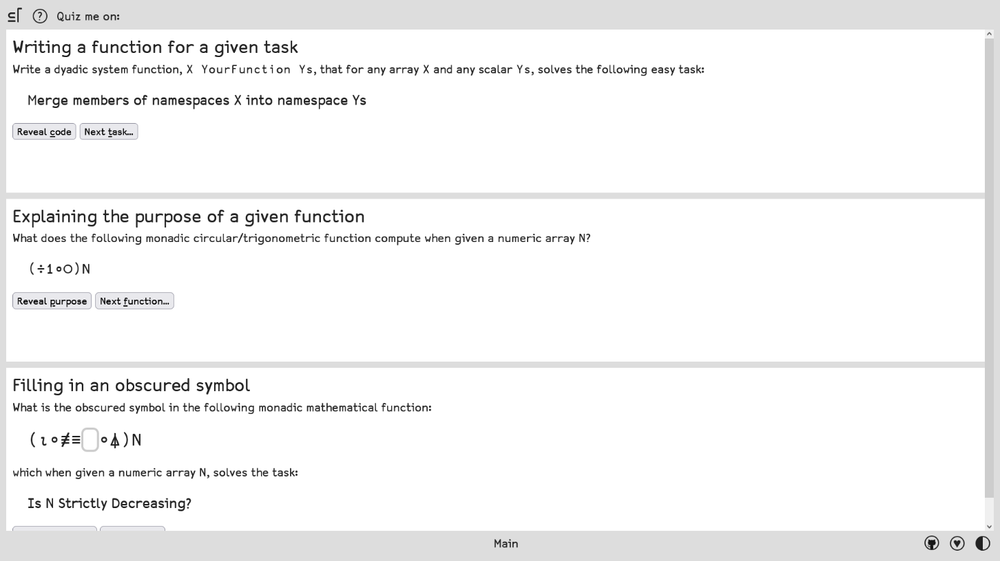 ⊆⌈ ? Quiz me on:
Writing a function for a given task
Write a dyadic system function, X YourFunction Ys, that for any array X and any scalar Ys, solves the following easy task:
Merge members of namespaces X into namespace Ys
Reveal code Next task…
Explaining the purpose of a given function
What does the following monadic circular/trigonometric function compute when given a numeric array N?
(÷1∘○)N
Reveal purpose Next function…
Filling in an obscured symbol
What is the obscured symbol in the following monadic mathematical function:
(⍳∘≢≡ ∘⍋)N
which when given a numeric array N, solves the task:
Is N Strictly Decreasing?
Main